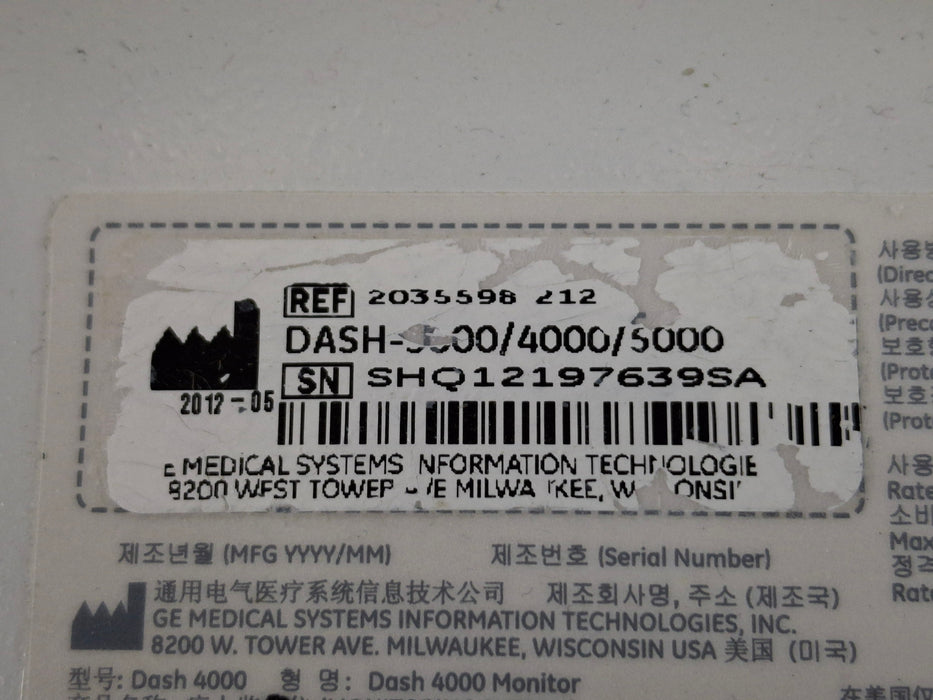 REF 2035598 212
DASH-3000/4000/5000
SN SHQ12197639SA
2012-05
MEDICAL SYSTEMS INFORMATION TECHNOLOGIE
8200 WEST TOWER AVE MILWAUKEE, WISCONSI
제조년월 (MFG YYYY/MM) 제조번호 (Serial Number)
通用电气医疗系统信息技术公司 제조회사명, 주소 (제조국)
GE MEDICAL SYSTEMS INFORMATION TECHNOLOGIES, INC.
8200 W. TOWER AVE. MILWAUKEE, WISCONSIN USA 美国 (미국)
型号: Dash 4000 형 명: Dash 4000 Monitor
사용
(Direc
사용
(Preca
보호
(Prote
보호
(Prot
사용
Rate
소비
Max
정격
Rate